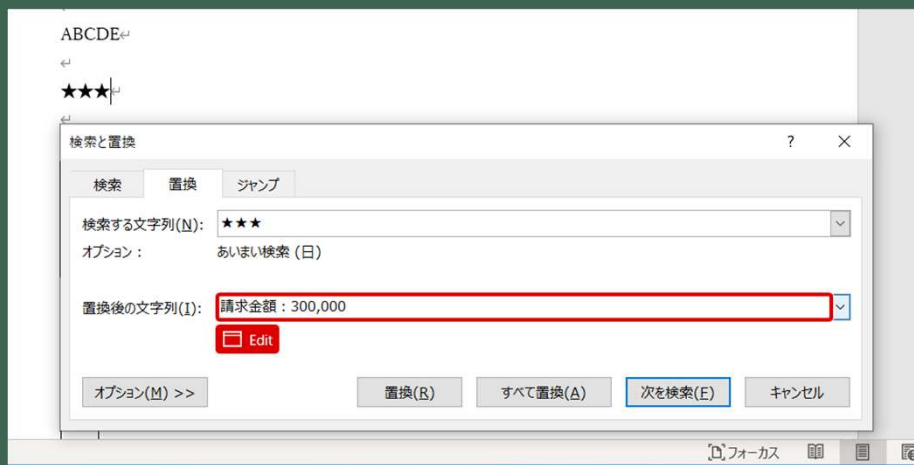 ABCDE↵
↵
★★★↵
↵
検索と置換 ? ×
検索 置換 ジャンプ
検索する文字列(N): ★★★
オプション: あいまい検索 (日)
置換後の文字列(I): 請求金額:300,000
Edit
オプション(M) >> 置換(R) すべて置換(A) 次を検索(F) キャンセル
フォーカス